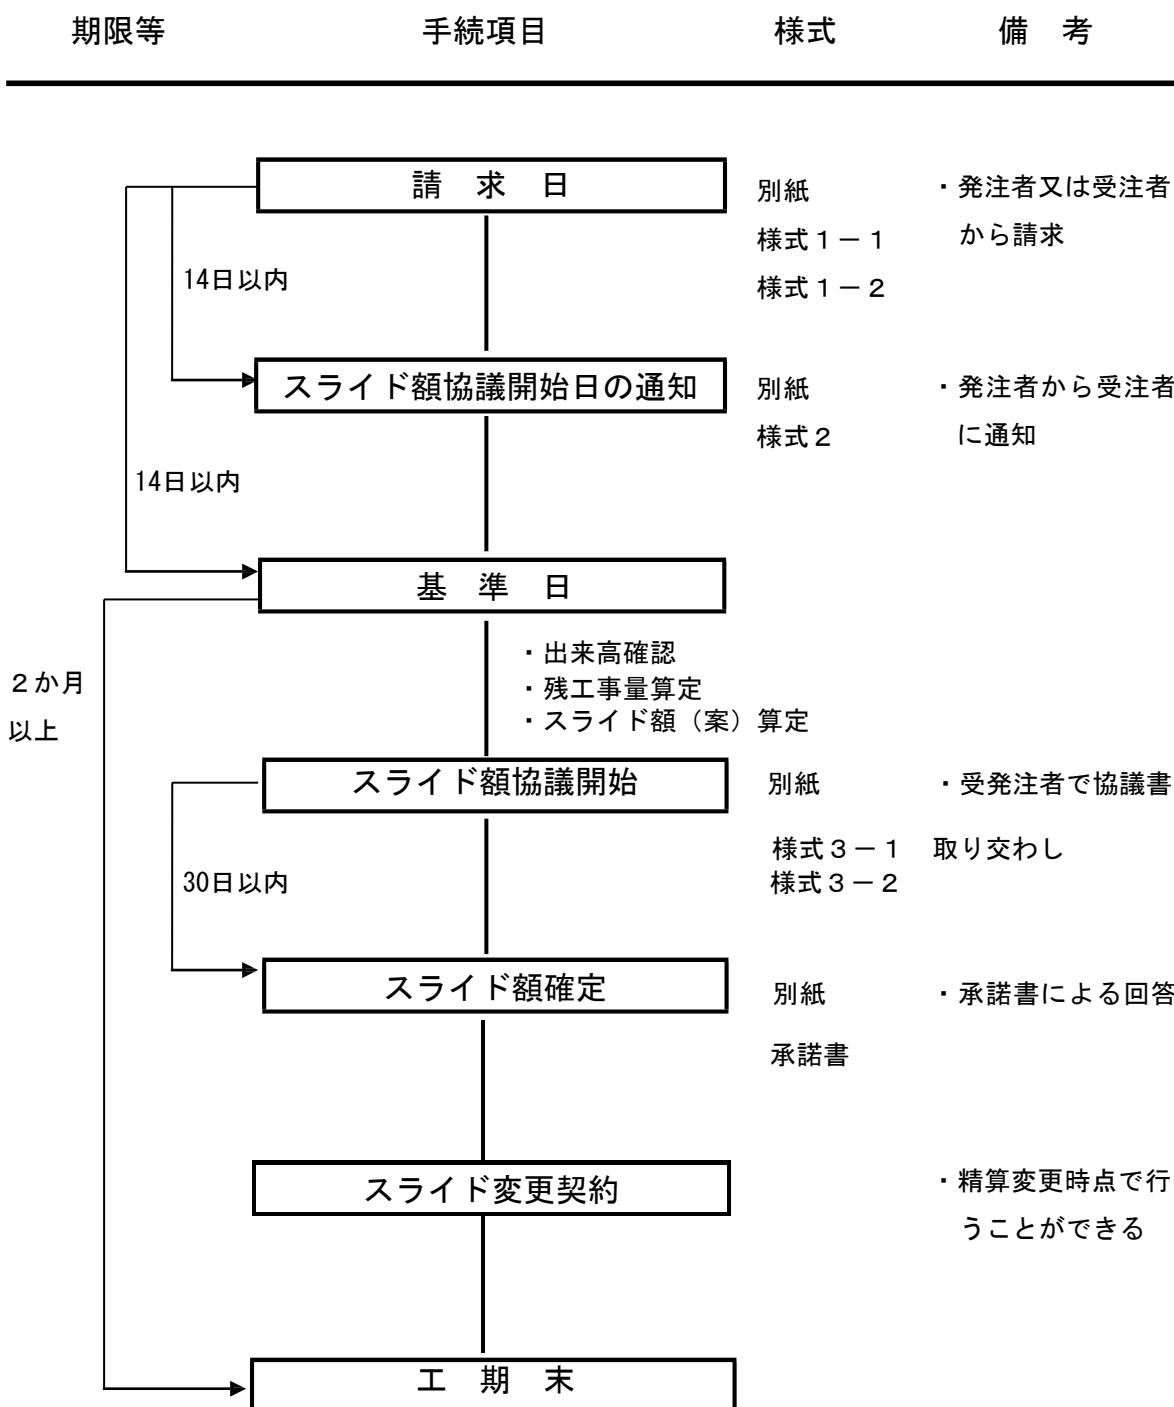 期限等 手続項目 様式 備 考
請 求 日
別紙
様式１－１
様式１－２
・発注者又は受注者
から請求
14日以内
スライド額協議開始日の通知
別紙
様式２
・発注者から受注者
に通知
14日以内
基 準 日
・出来高確認
・残工事量算定
・スライド額（案）算定
２か月
以上
スライド額協議開始
別紙
様式３－１
様式３－２
・受発注者で協議書
取り交わし
30日以内
スライド額確定
別紙
承諾書
・承諾書による回答
スライド変更契約
・精算変更時点で行
うことができる
工 期 末